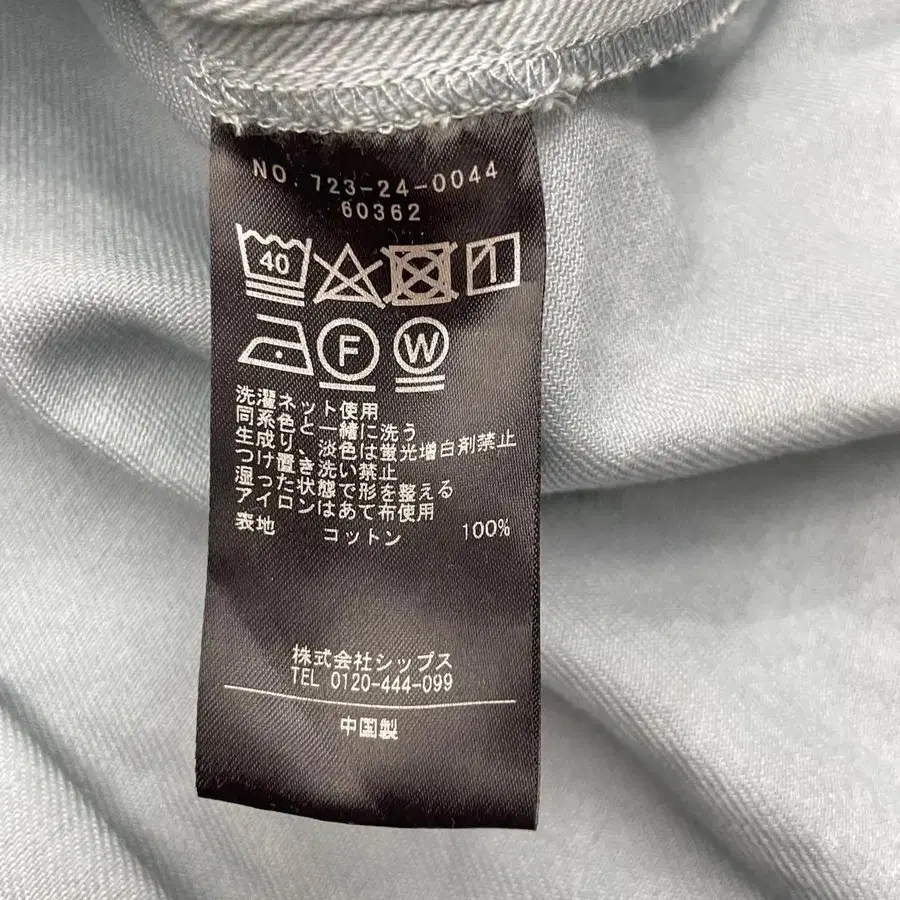 NO. 723-24-0044
60362
40
F W
洗濯ネット使用
同系色と一緒に洗う
生成り、淡色は蛍光増白剤禁止
つけ置き洗い禁止
湿った状態で形を整える
アイロンはあて布使用
表地 コットン 100%
株式会社シップス
TEL 0120-444-099
中国製